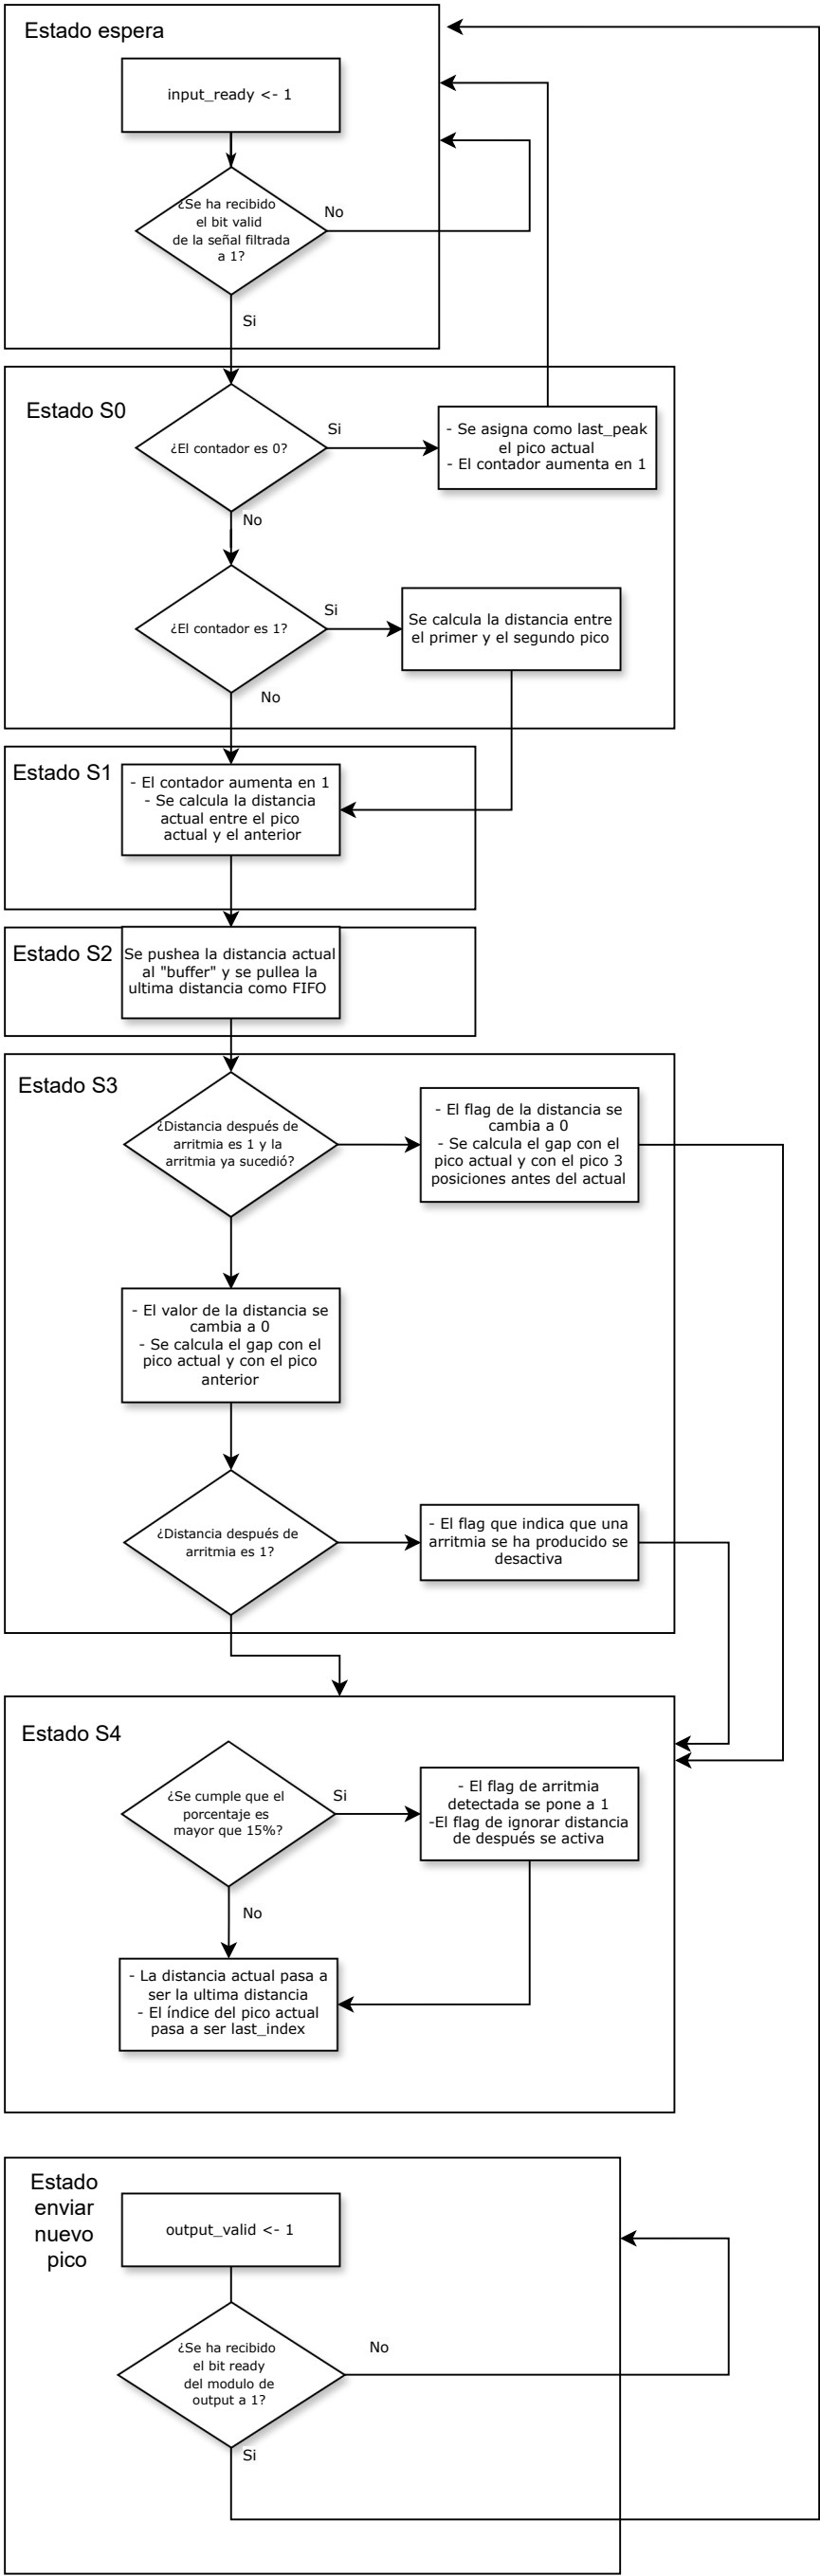 Estado espera
input_ready <- 1
¿Se ha recibido
el bit valid
de la señal filtrada
a 1?
No
Si
Estado S0
¿El contador es 0?
Si
- Se asigna como last_peak
el pico actual
- El contador aumenta en 1
No
¿El contador es 1?
Si
Se calcula la distancia entre
el primer y el segundo pico
No
Estado S1
- El contador aumenta en 1
- Se calcula la distancia
actual entre el pico
actual y el anterior
Estado S2
Se pushea la distancia actual
al "buffer" y se pullea la
ultima distancia como FIFO
Estado S3
¿Distancia después de
arritmia es 1 y la
arritmia ya sucedió?
- El flag de la distancia se
cambia a 0
- Se calcula el gap con el
pico actual y con el pico 3
posiciones antes del actual
- El valor de la distancia se
cambia a 0
- Se calcula el gap con el
pico actual y con el pico
anterior
¿Distancia después de
arritmia es 1?
- El flag que indica que una
arritmia se ha producido se
desactiva
Estado S4
¿Se cumple que el
porcentaje es
mayor que 15%?
Si
- El flag de arritmia
detectada se pone a 1
-El flag de ignorar distancia
de después se activa
No
- La distancia actual pasa a
ser la ultima distancia
- El índice del pico actual
pasa a ser last_index
Estado
enviar
nuevo
pico
output_valid <- 1
¿Se ha recibido
el bit ready
del modulo de
output a 1?
No
Si